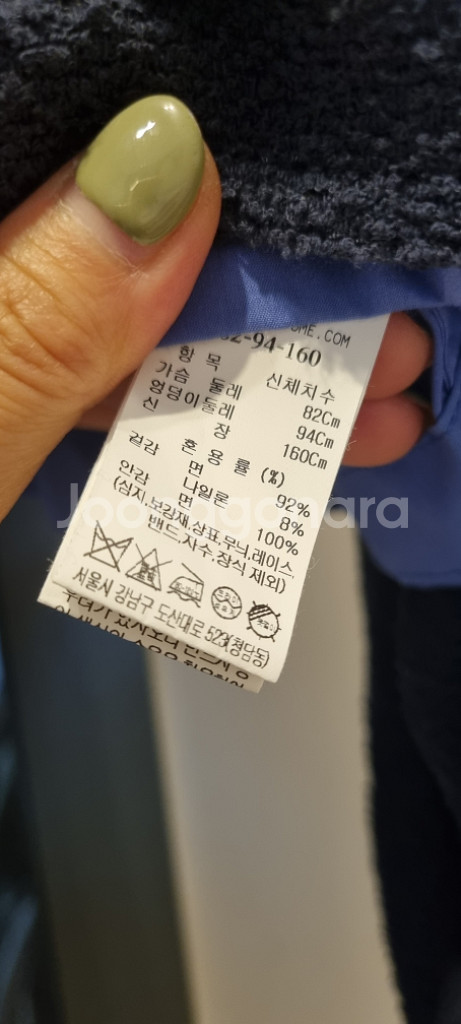 OME.COM
82-94-160
항 목 신체치수
가슴 둘레 82Cm
엉덩이둘레 94Cm
신 장 160Cm
혼 용 률 (%)
겉감 면 92%
나일론 8%
안감 면 100%
(심지,보강재,상표,무늬,레이스
밴드,자수,장식 제외)
서울시 강남구 도산대로 523(청담동)
Joonggonara